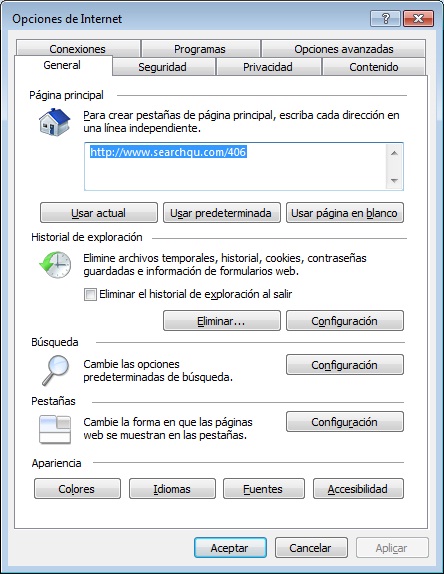 Opciones de Internet
Conexiones Programas Opciones avanzadas
General Seguridad Privacidad Contenido
Página principal
Para crear pestañas de página principal, escriba cada dirección en
una línea independiente.
http://www.searchqu.com/406
Usar actual Usar predeterminada Usar página en blanco
Historial de exploración
Elimine archivos temporales, historial, cookies, contraseñas
guardadas e información de formularios web.
Eliminar el historial de exploración al salir
Eliminar... Configuración
Búsqueda
Cambie las opciones
predeterminadas de búsqueda.
Configuración
Pestañas
Cambie la forma en que las páginas
web se muestran en las pestañas.
Configuración
Apariencia
Colores Idiomas Fuentes Accesibilidad
Aceptar Cancelar Aplicar